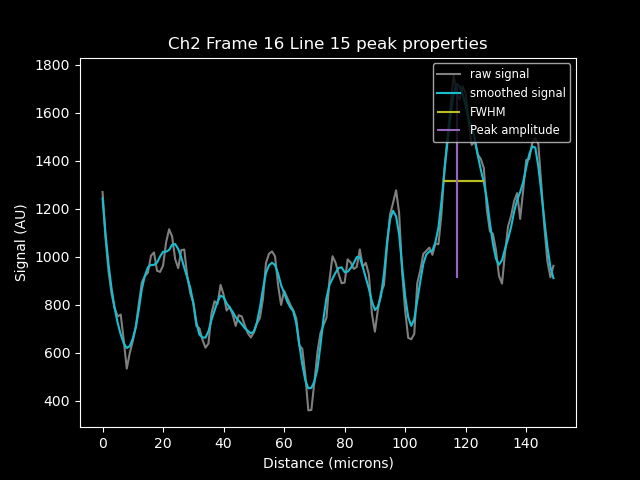 Ch2 Frame 16 Line 15 peak properties
raw signal
smoothed signal
FWHM
Peak amplitude
1800
1600
1400
1200
1000
800
600
400
Signal (AU)
0 20 40 60 80 100 120 140
Distance (microns)